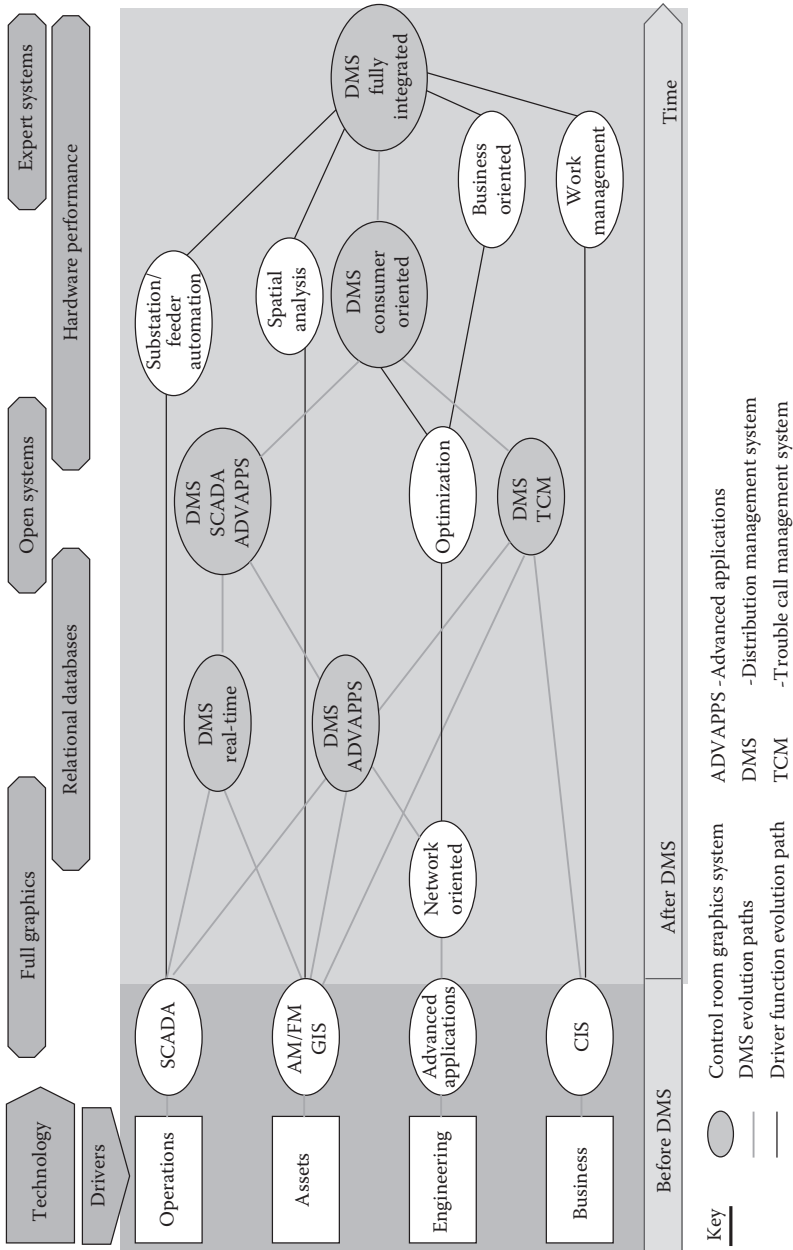 Technology
Full graphics
Open systems
Expert systems
Drivers
Relational databases
Hardware performance
Operations
SCADA
Substation/
feeder
automation
DMS
real-time
DMS
SCADA
ADVAPPS
Assets
AM/FM
GIS
DMS
ADVAPPS
Spatial
analysis
DMS
consumer
oriented
DMS
fully
integrated
Engineering
Advanced
applications
Network
oriented
Optimization
Business
oriented
DMS
TCM
Business
CIS
Work
management
Before DMS
After DMS
Time
Key
Control room graphics system
DMS evolution paths
Driver function evolution path
ADVAPPS - Advanced applications
DMS - Distribution management system
TCM - Trouble call management system